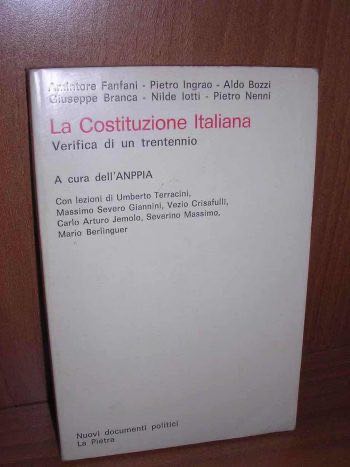 Amintore Fanfani - Pietro Ingrao - Aldo Bozzi
Giuseppe Branca - Nilde Iotti - Pietro Nenni
La Costituzione Italiana
Verifica di un trentennio
A cura dell'ANPPIA
Con lezioni di Umberto Terracini,
Massimo Severo Giannini, Vezio Crisafulli,
Carlo Arturo Jemolo, Severino Massimo,
Mario Berlinguer
Nuovi documenti politici
La Pietra